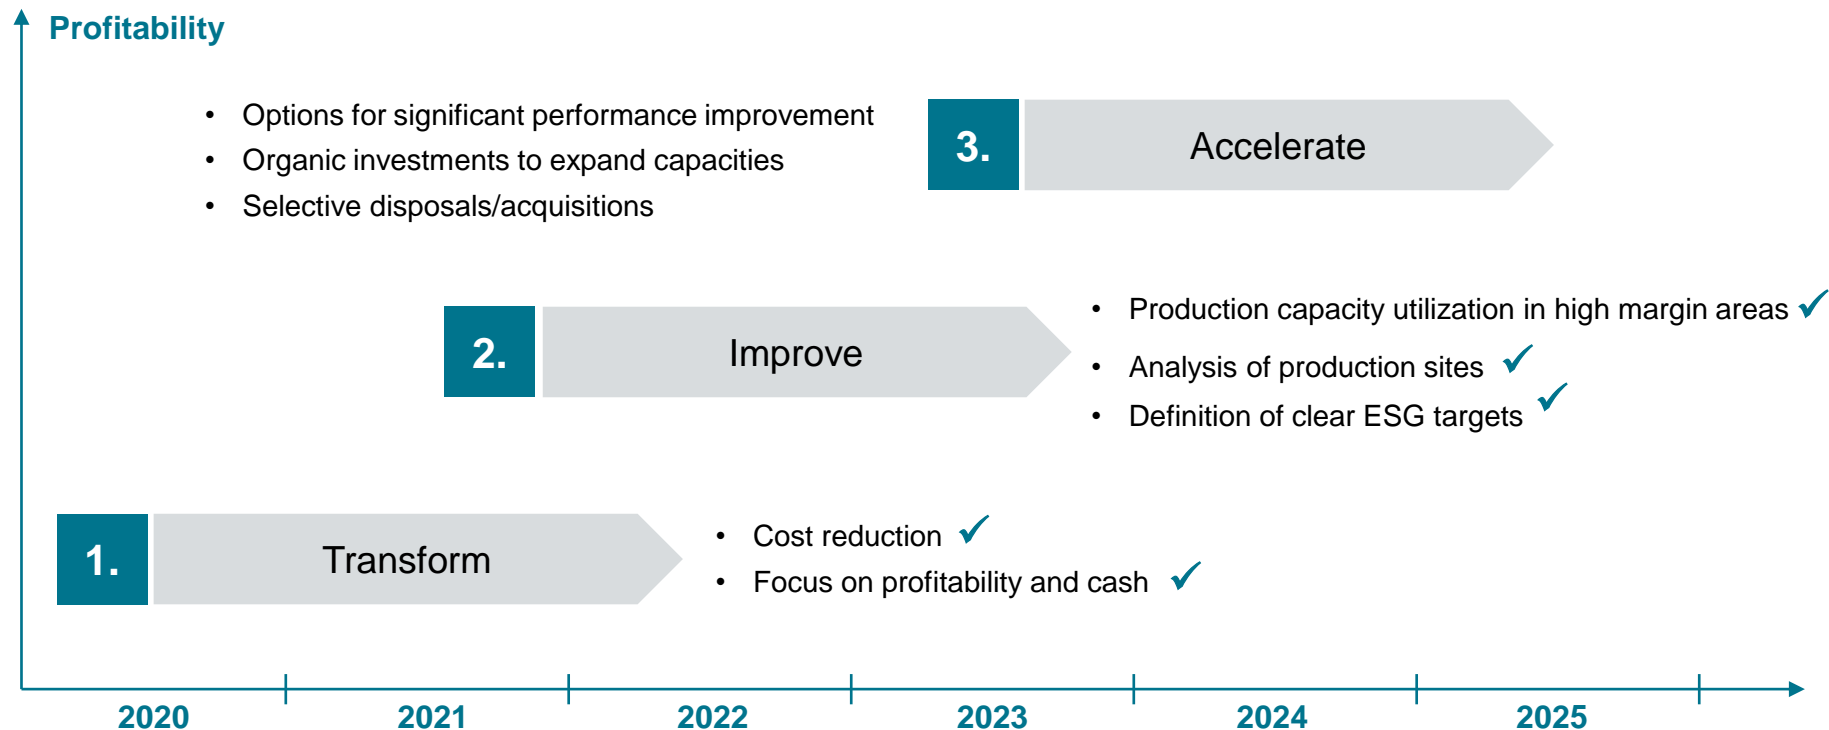 Profitability
• Options for significant performance improvement
• Organic investments to expand capacities
• Selective disposals/acquisitions
3. Accelerate
2. Improve
• Production capacity utilization in high margin areas ✓
• Analysis of production sites ✓
• Definition of clear ESG targets ✓
1. Transform
• Cost reduction ✓
• Focus on profitability and cash ✓
2020 2021 2022 2023 2024 2025